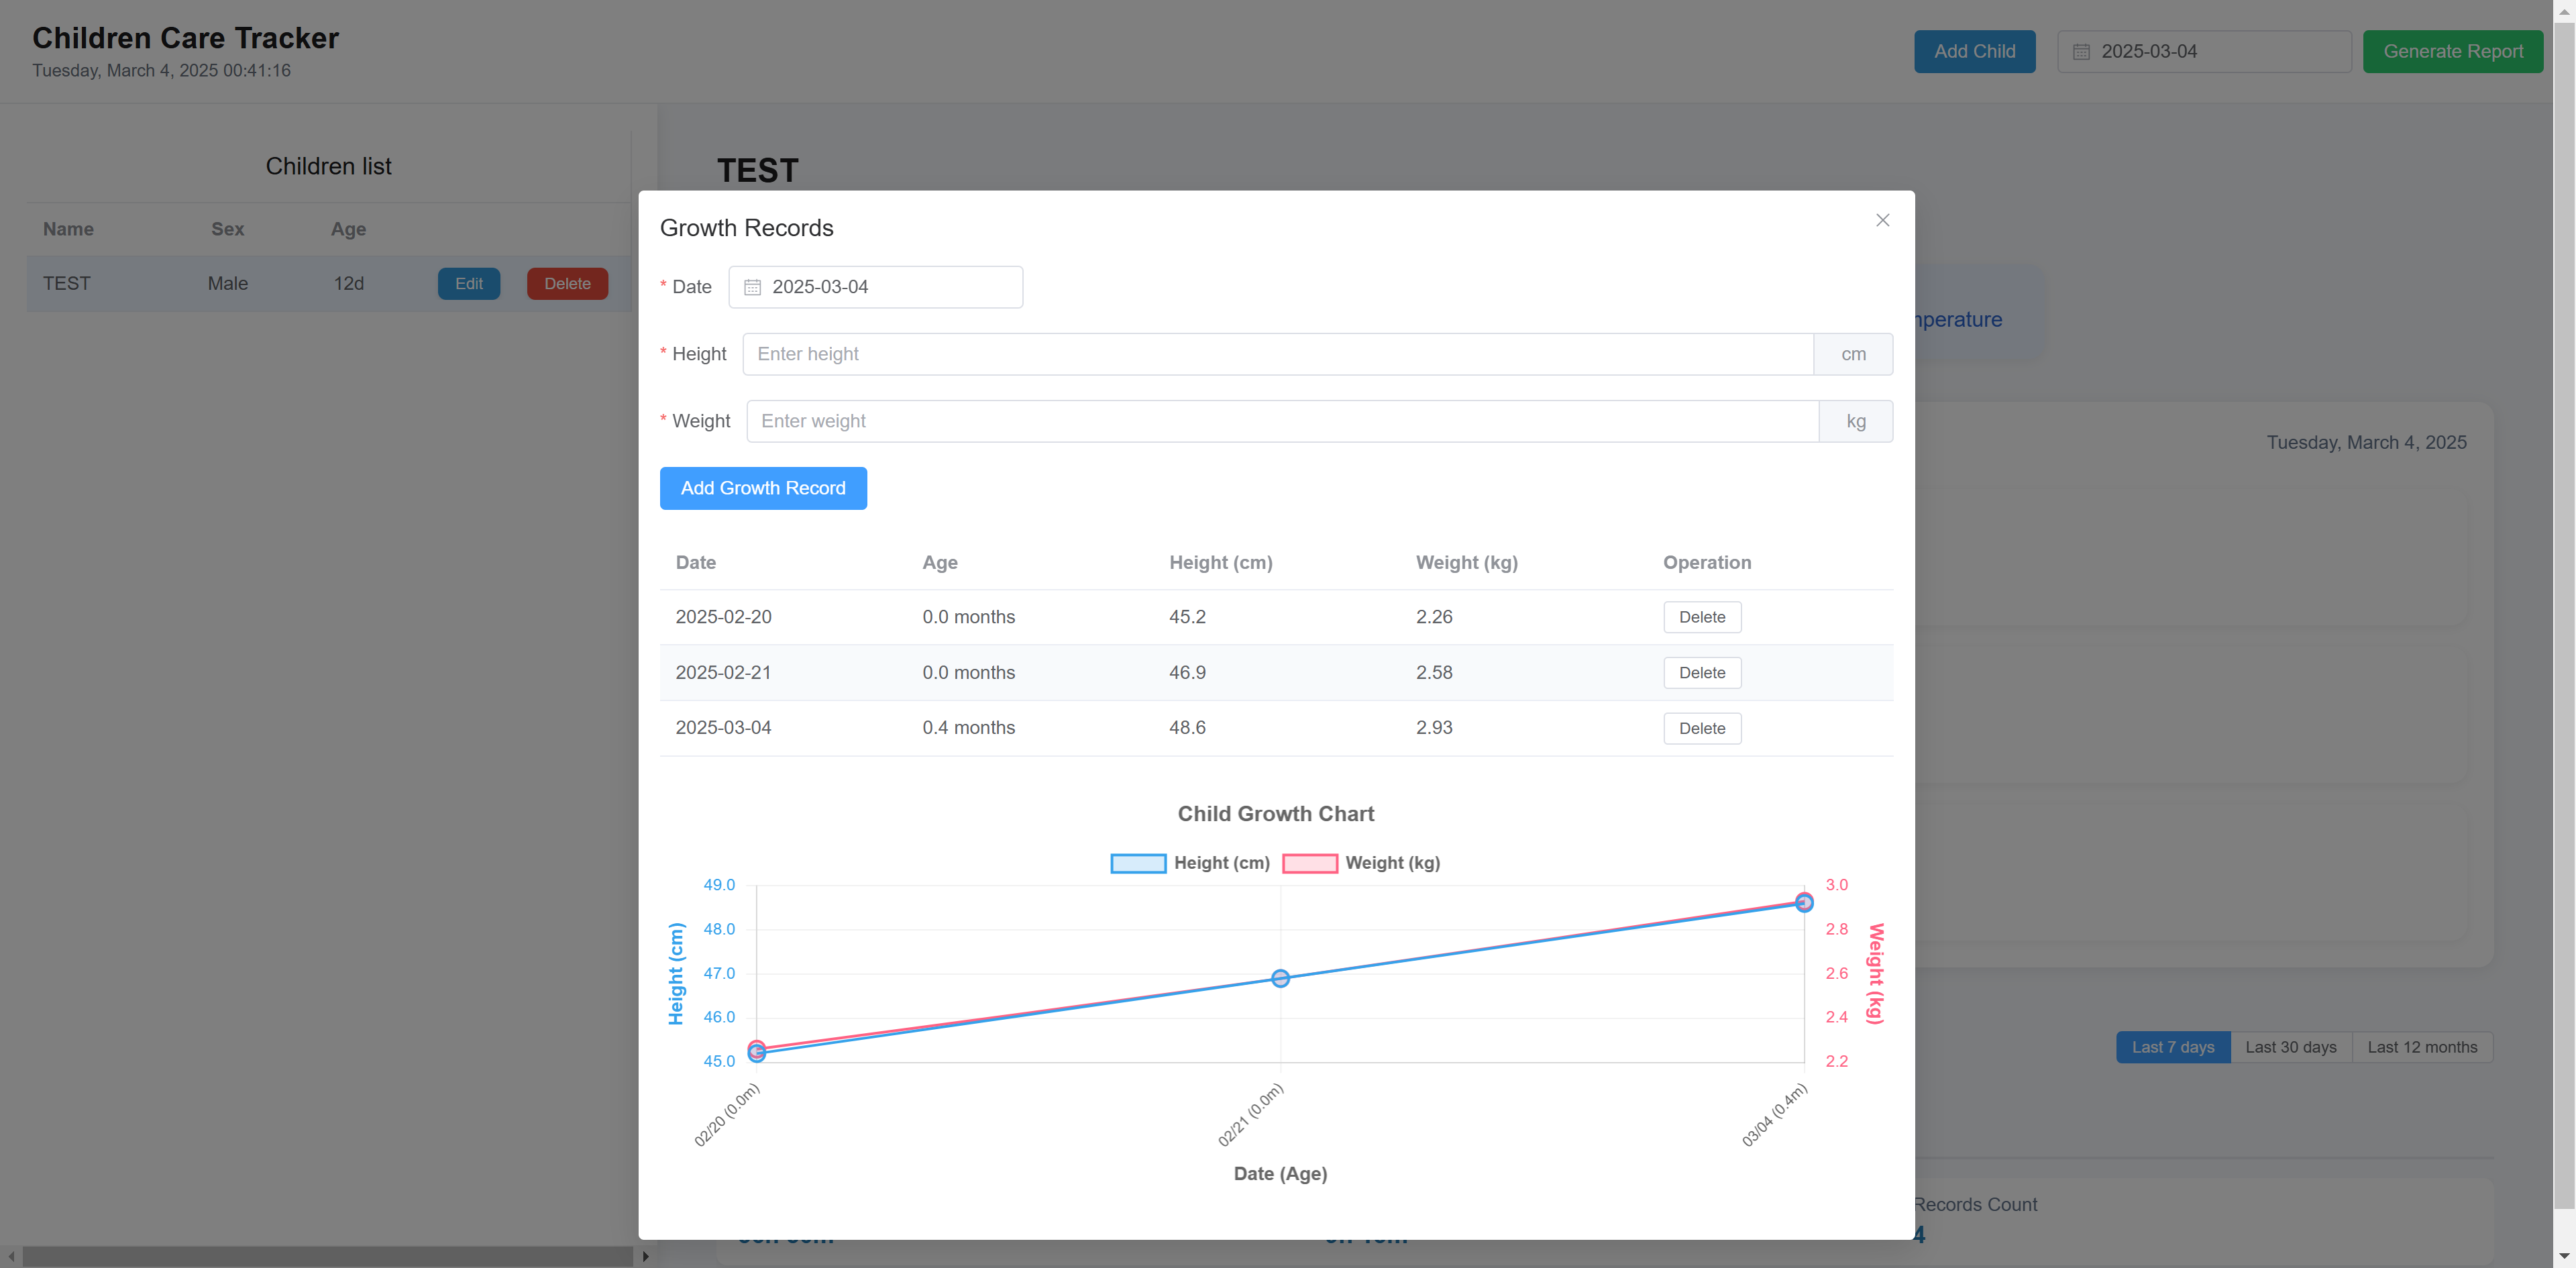 Children Care Tracker
Tuesday, March 4, 2025 00:41:16
Add Child
2025-03-04
Generate Report
Children list
Name Sex Age
TEST Male 12d Edit Delete
TEST
Growth Records
* Date 2025-03-04
* Height Enter height cm
* Weight Enter weight kg
Add Growth Record
Date Age Height (cm) Weight (kg) Operation
2025-02-20 0.0 months 45.2 2.26 Delete
2025-02-21 0.0 months 46.9 2.58 Delete
2025-03-04 0.4 months 48.6 2.93 Delete
Child Growth Chart
Height (cm) Weight (kg)
49.0
48.0
47.0
46.0
45.0
Height (cm)
3.0
2.8
2.6
2.4
2.2
Weight (kg)
02/20 (0.0m) 02/21 (0.0m) 03/04 (0.4m)
Date (Age)
Tuesday, March 4, 2025
Last 7 days Last 30 days Last 12 months
Records Count
4